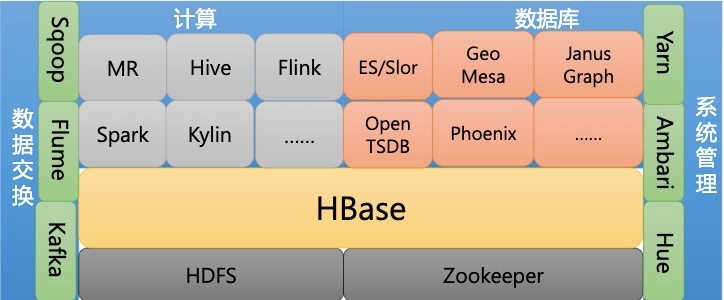 计算
数据库
数据交换
Sqoop
Flume
Kafka
MR
Hive
Flink
ES/Slor
Geo
Mesa
Janus
Graph
Spark
Kylin
......
Open
TSDB
Phoenix
......
HBase
HDFS
Zookeeper
Yarn
Ambari
Hue
系统管理